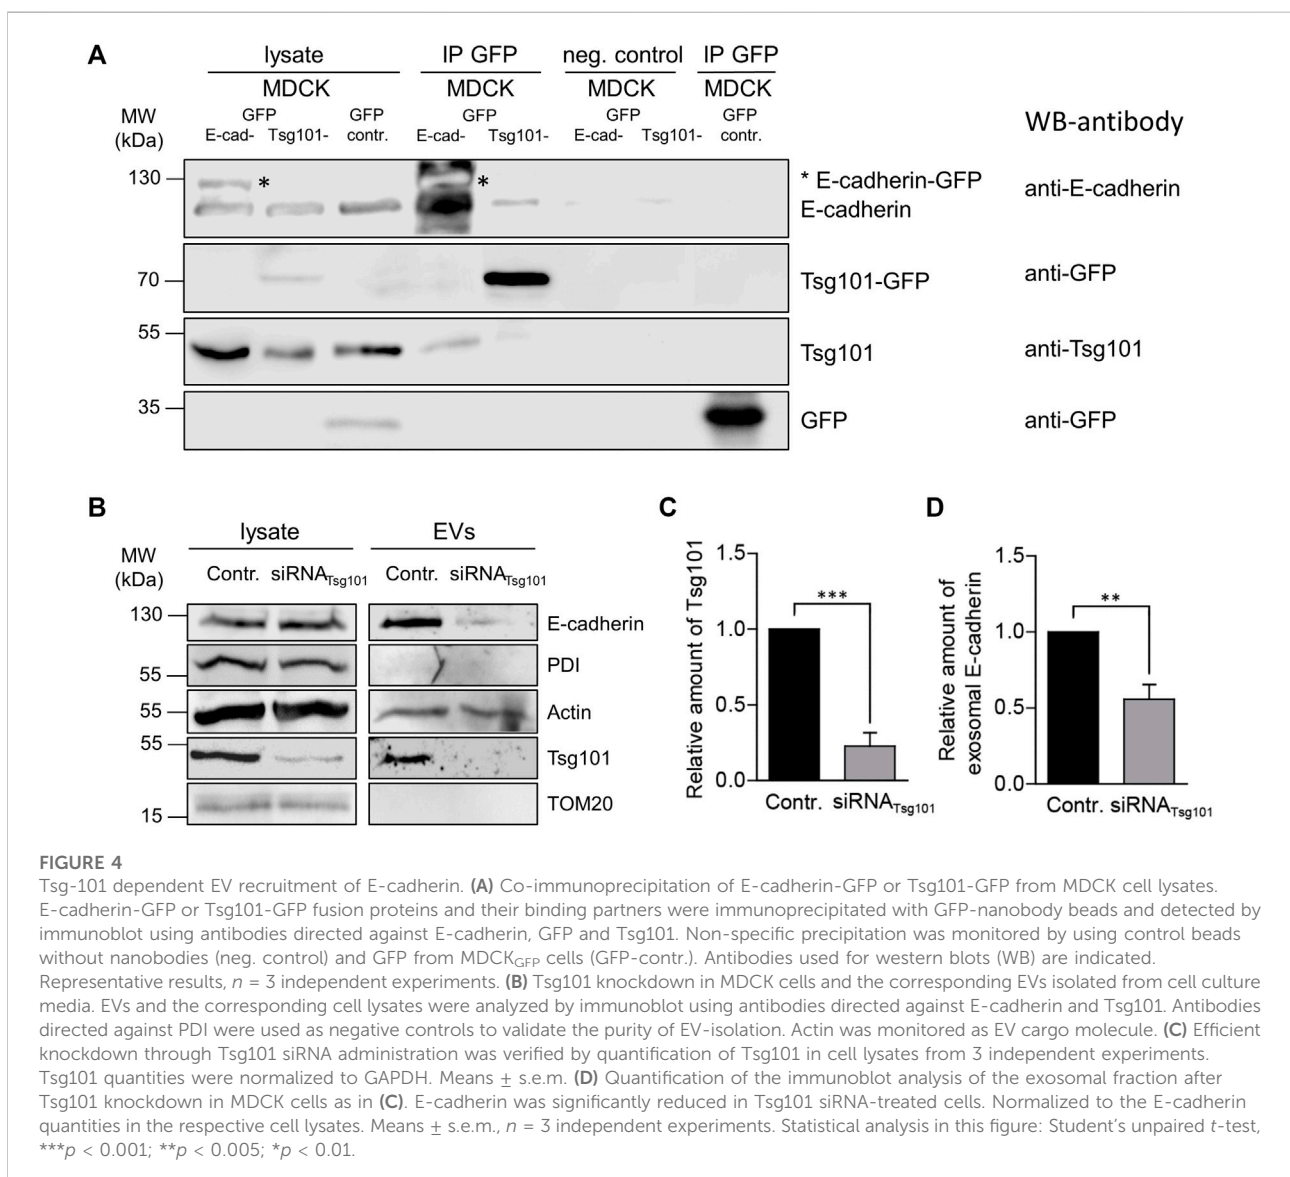 A
lysate IP GFP neg. control IP GFP
MDCK MDCK MDCK MDCK
MW (kDa)
GFP GFP GFP GFP GFP
E-cad- Tsg101- contr. E-cad- Tsg101- E-cad- Tsg101- contr.
WB-antibody
130 * * * E-cadherin-GFP
E-cadherin anti-E-cadherin
70 Tsg101-GFP anti-GFP
55 Tsg101 anti-Tsg101
35 GFP anti-GFP
B
lysate EVs
MW (kDa)
Contr. siRNATsg101 Contr. siRNATsg101
130 E-cadherin
55 PDI
55 Actin
55 Tsg101
15 TOM20
C
Relative amount of Tsg101
1.5
1.0
0.5
0.0
***
Contr. siRNATsg101
D
Relative amount of
exosomal E-cadherin
1.5
1.0
0.5
0.0
**
Contr. siRNATsg101
FIGURE 4
Tsg-101 dependent EV recruitment of E-cadherin. (A) Co-immunoprecipitation of E-cadherin-GFP or Tsg101-GFP from MDCK cell lysates.
E-cadherin-GFP or Tsg101-GFP fusion proteins and their binding partners were immunoprecipitated with GFP-nanobody beads and detected by
immunoblot using antibodies directed against E-cadherin, GFP and Tsg101. Non-specific precipitation was monitored by using control beads
without nanobodies (neg. control) and GFP from MDCKGFP cells (GFP-contr.). Antibodies used for western blots (WB) are indicated.
Representative results, n = 3 independent experiments. (B) Tsg101 knockdown in MDCK cells and the corresponding EVs isolated from cell culture
media. EVs and the corresponding cell lysates were analyzed by immunoblot using antibodies directed against E-cadherin and Tsg101. Antibodies
directed against PDI were used as negative controls to validate the purity of EV-isolation. Actin was monitored as EV cargo molecule. (C) Efficient
knockdown through Tsg101 siRNA administration was verified by quantification of Tsg101 in cell lysates from 3 independent experiments.
Tsg101 quantities were normalized to GAPDH. Means ± s.e.m. (D) Quantification of the immunoblot analysis of the exosomal fraction after
Tsg101 knockdown in MDCK cells as in (C). E-cadherin was significantly reduced in Tsg101 siRNA-treated cells. Normalized to the E-cadherin
quantities in the respective cell lysates. Means ± s.e.m., n = 3 independent experiments. Statistical analysis in this figure: Student's unpaired t-test,
***p < 0.001; **p < 0.005; *p < 0.01.